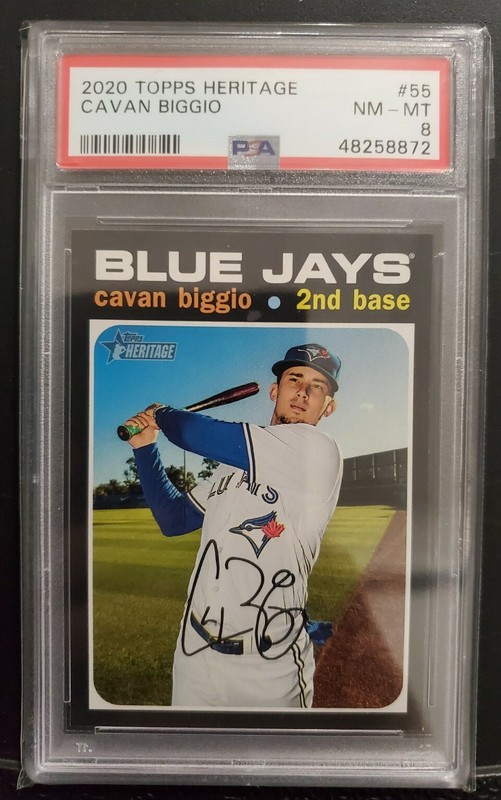 2020 TOPPS HERITAGE #55
CAVAN BIGGIO NM - MT
8
PSA 48258872
BLUE JAYS
cavan biggio • 2nd base
Topps
HERITAGE